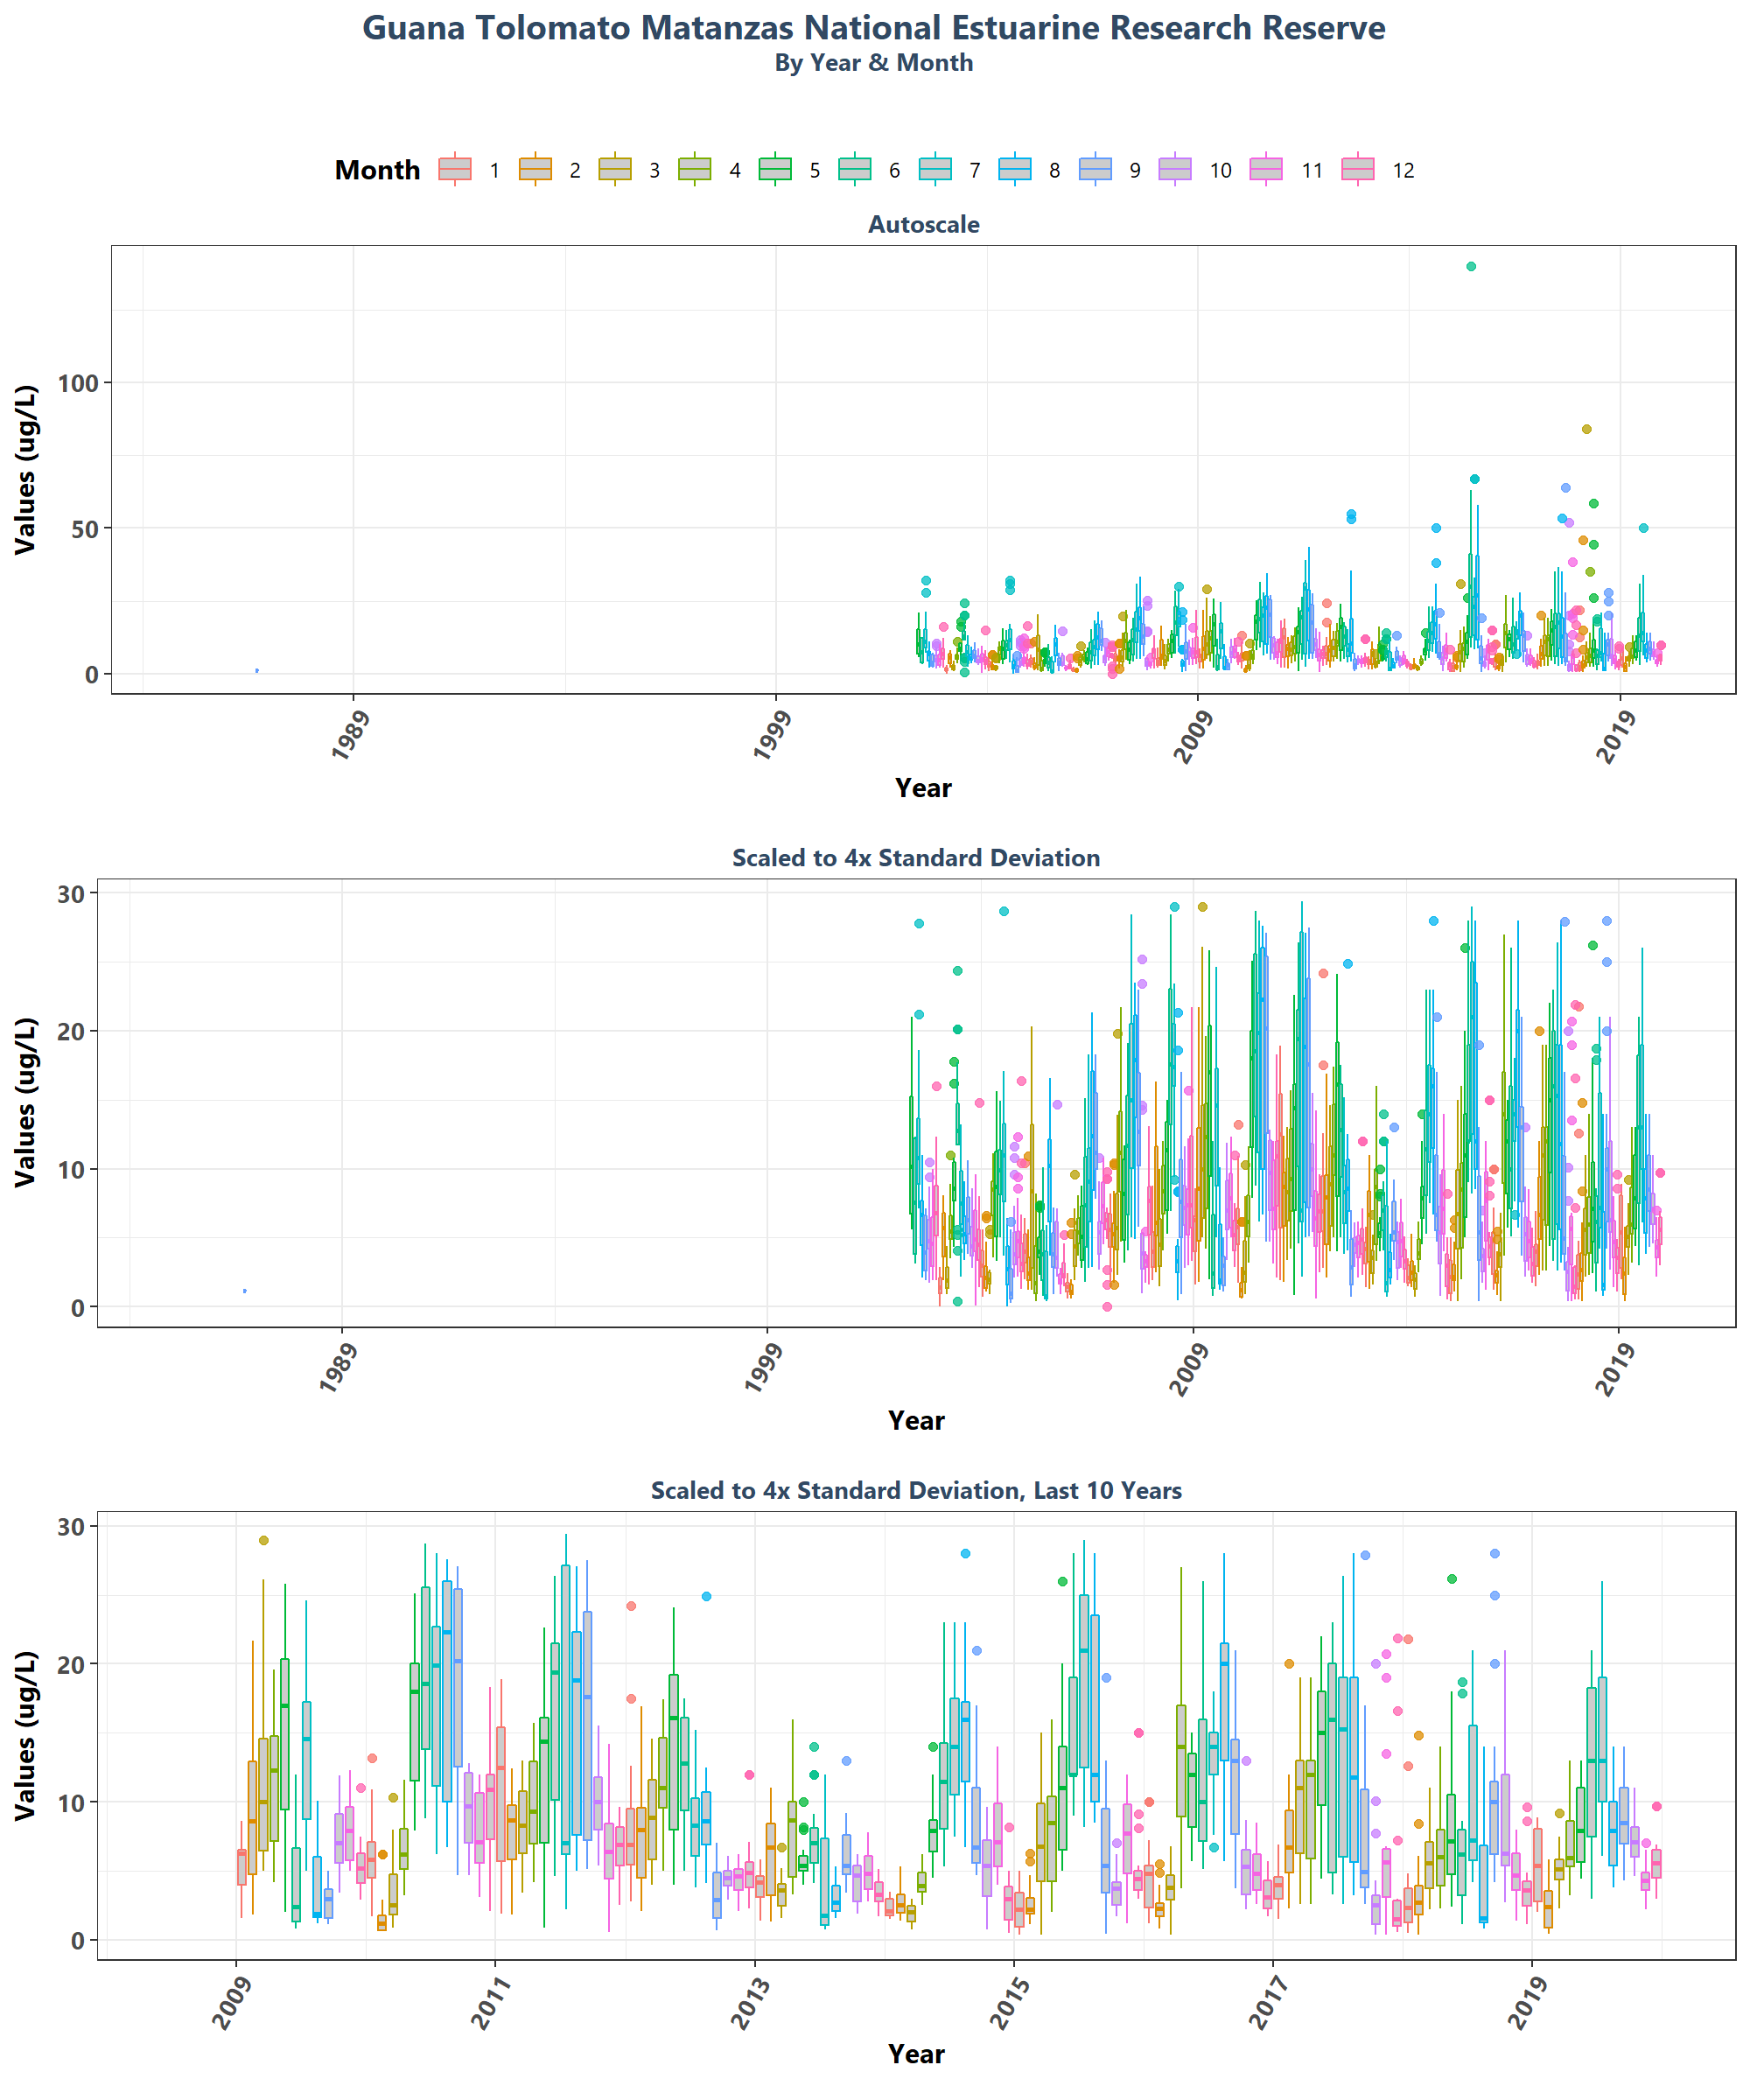 Guana Tolomato Matanzas National Estuarine Research Reserve
By Year & Month
Month 1 2 3 4 5 6 7 8 9 10 11 12
Autoscale
Values (ug/L)
100
50
0
1989 1999 2009 2019
Year
Scaled to 4x Standard Deviation
Values (ug/L)
30
20
10
0
1989 1999 2009 2019
Year
Scaled to 4x Standard Deviation, Last 10 Years
Values (ug/L)
30
20
10
0
2009 2011 2013 2015 2017 2019
Year